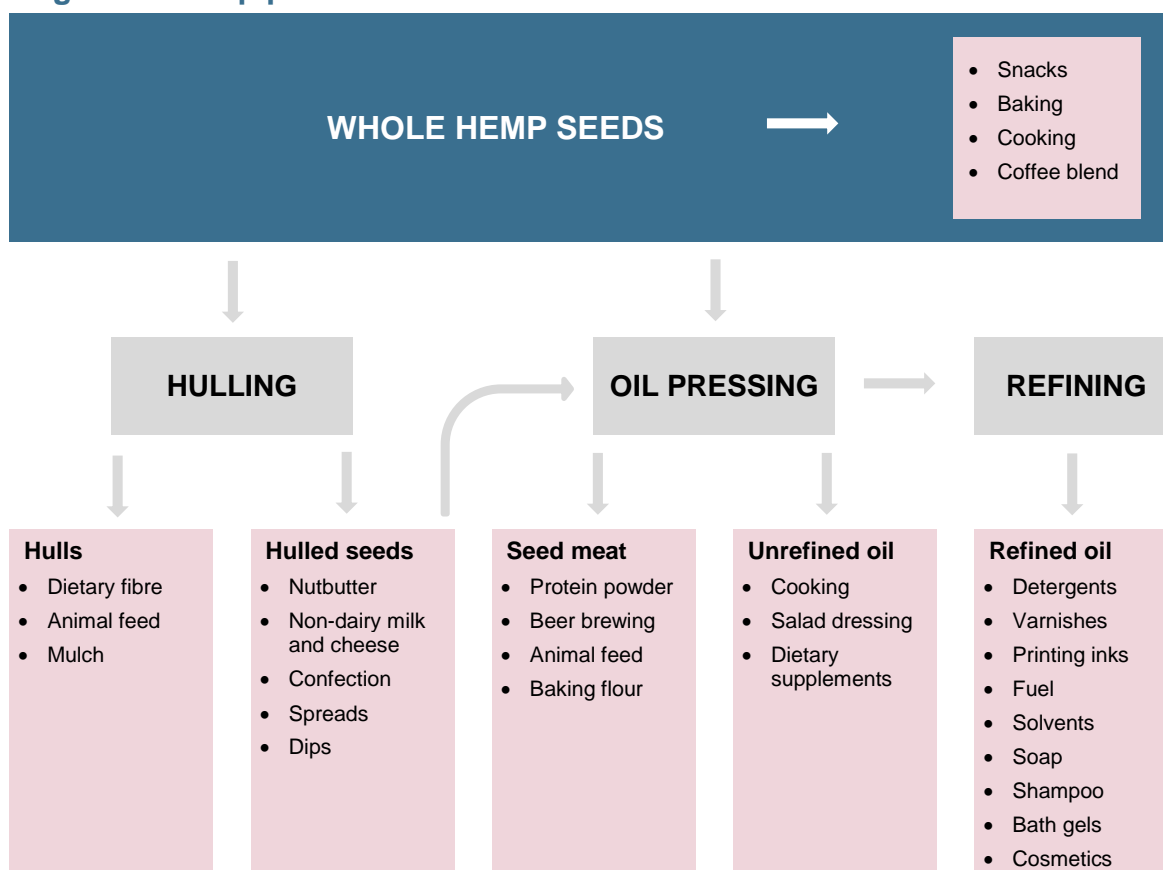 WHOLE HEMP SEEDS
• Snacks
• Baking
• Cooking
• Coffee blend
HULLING
OIL PRESSING
REFINING
Hulls
• Dietary fibre
• Animal feed
• Mulch
Hulled seeds
• Nutbutter
• Non-dairy milk
and cheese
• Confection
• Spreads
• Dips
Seed meat
• Protein powder
• Beer brewing
• Animal feed
• Baking flour
Unrefined oil
• Cooking
• Salad dressing
• Dietary
supplements
Refined oil
• Detergents
• Varnishes
• Printing inks
• Fuel
• Solvents
• Soap
• Shampoo
• Bath gels
• Cosmetics